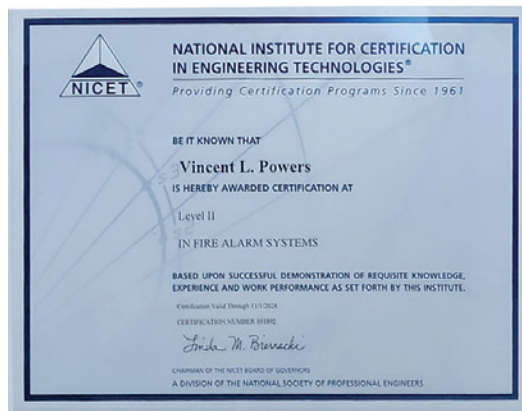 NICET®
NATIONAL INSTITUTE FOR CERTIFICATION
IN ENGINEERING TECHNOLOGIES®
Providing Certification Programs Since 1961
BE IT KNOWN THAT
Vincent L. Powers
IS HEREBY AWARDED CERTIFICATION AT
Level II
IN FIRE ALARM SYSTEMS
BASED UPON SUCCESSFUL DEMONSTRATION OF REQUISITE KNOWLEDGE,
EXPERIENCE AND WORK PERFORMANCE AS SET FORTH BY THIS INSTITUTE.
Certification Valid Through 11/1/2024
CERTIFICATION NUMBER
Linda M. Bierracki
CHAIRMAN OF THE NICET BOARD OF GOVERNORS
A DIVISION OF THE NATIONAL SOCIETY OF PROFESSIONAL ENGINEERS